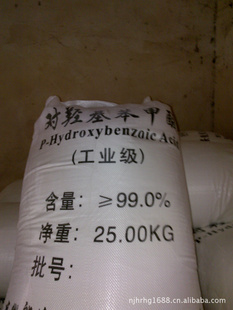 对羟基苯甲酸
P-Hydroxybenzoic Acid
(工业级)
含量: ≥99.0%
净重: 25.00KG
批号:
njhrhg1688.cn.alibaba.com